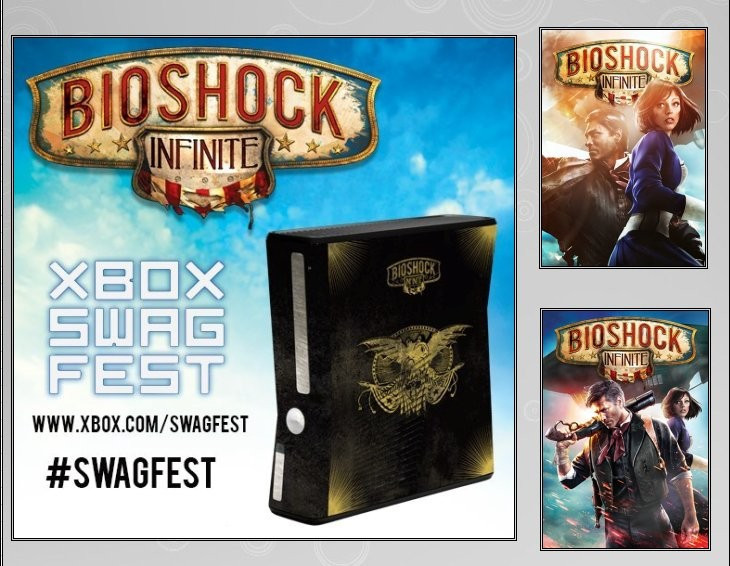 BIOSHOCK
INFINITE
XBOX
SWAG
FEST
WWW.XBOX.COM/SWAGFEST
#SWAGFEST
BIOSHOCK
BIOSHOCK
INFINITE
BIOSHOCK
INFINITE